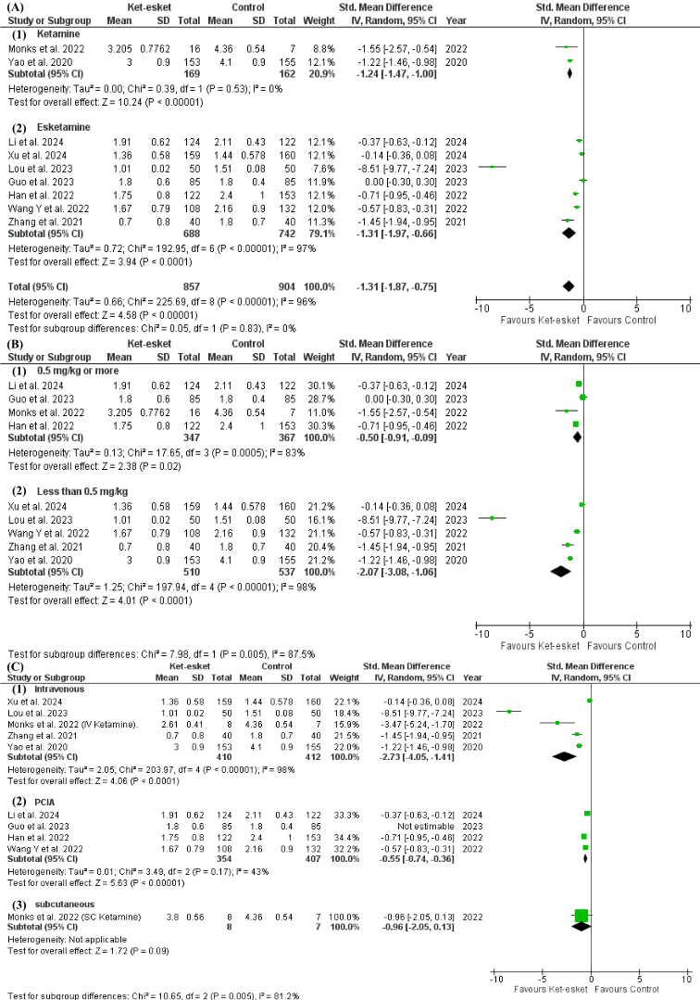 (A) Ket-esket Control Std. Mean Difference Std. Mean Difference
Study or Subgroup Mean SD Total Mean SD Total Weight IV, Random, 95% CI Year IV, Random, 95% CI
(1) Ketamine
Monks et al. 2022 3.205 0.7762 16 4.36 0.54 7 8.8% -1.55 [-2.57, -0.54] 2022
Yao et al. 2020 3 0.9 153 4.1 0.9 155 12.1% -1.22 [-1.46, -0.98] 2020
Subtotal (95% CI) 169 162 20.9% -1.24 [-1.47, -1.00]
Heterogeneity: Tau² = 0.00; Chi² = 0.39, df = 1 (P = 0.53); I² = 0%
Test for overall effect: Z = 10.24 (P < 0.00001)
(2) Esketamine
Li et al. 2024 1.91 0.62 124 2.11 0.43 122 12.1% -0.37 [-0.63, -0.12] 2024
Xu et al. 2024 1.36 0.58 159 1.44 0.578 160 12.1% -0.14 [-0.36, 0.08] 2024
Lou et al. 2023 1.01 0.02 50 1.51 0.08 50 7.6% -8.51 [-9.77, -7.24] 2023
Guo et al. 2023 1.8 0.6 85 1.8 0.4 85 11.9% 0.00 [-0.30, 0.30] 2023
Han et al. 2022 1.75 0.8 122 2.4 1 153 12.1% -0.71 [-0.95, -0.46] 2022
Wang Y et al. 2022 1.67 0.79 108 2.16 0.9 132 12.0% -0.57 [-0.83, -0.31] 2022
Zhang et al. 2021 0.7 0.8 40 1.8 0.7 40 11.3% -1.45 [-1.94, -0.95] 2021
Subtotal (95% CI) 688 742 79.1% -1.31 [-1.97, -0.66]
Heterogeneity: Tau² = 0.72; Chi² = 192.95, df = 6 (P < 0.00001); I² = 97%
Test for overall effect: Z = 3.94 (P < 0.0001)
Total (95% CI) 857 904 100.0% -1.31 [-1.87, -0.75]
Heterogeneity: Tau² = 0.66; Chi² = 225.69, df = 8 (P < 0.00001); I² = 96%
Test for overall effect: Z = 4.58 (P < 0.00001)
Test for subgroup differences: Chi² = 0.05, df = 1 (P = 0.83), I² = 0%
-10 -5 0 5 10
Favours Ket-esket Favours Control
(B) Ket-esket Control Std. Mean Difference Std. Mean Difference
Study or Subgroup Mean SD Total Mean SD Total Weight IV, Random, 95% CI Year IV, Random, 95% CI
(1) 0.5 mg/kg or more
Li et al. 2024 1.91 0.62 124 2.11 0.43 122 30.1% -0.37 [-0.63, -0.12] 2024
Guo et al. 2023 1.8 0.6 85 1.8 0.4 85 28.7% 0.00 [-0.30, 0.30] 2023
Monks et al. 2022 3.205 0.7762 16 4.36 0.54 7 11.0% -1.55 [-2.57, -0.54] 2022
Han et al. 2022 1.75 0.8 122 2.4 1 153 30.3% -0.71 [-0.95, -0.46] 2022
Subtotal (95% CI) 347 367 100.0% -0.50 [-0.91, -0.09]
Heterogeneity: Tau² = 0.13; Chi² = 17.65, df = 3 (P = 0.0005); I² = 83%
Test for overall effect: Z = 2.38 (P = 0.02)
(2) Less than 0.5 mg/kg
Xu et al. 2024 1.36 0.58 159 1.44 0.578 160 21.2% -0.14 [-0.36, 0.08] 2024
Lou et al. 2023 1.01 0.02 50 1.51 0.08 50 16.1% -8.51 [-9.77, -7.24] 2023
Wang Y et al. 2022 1.67 0.79 108 2.16 0.9 132 21.1% -0.57 [-0.83, -0.31] 2022
Zhang et al. 2021 0.7 0.8 40 1.8 0.7 40 20.4% -1.45 [-1.94, -0.95] 2021
Yao et al. 2020 3 0.9 153 4.1 0.9 155 21.2% -1.22 [-1.46, -0.98] 2020
Subtotal (95% CI) 510 537 100.0% -2.07 [-3.08, -1.06]
Heterogeneity: Tau² = 1.25; Chi² = 197.94, df = 4 (P < 0.00001); I² = 98%
Test for overall effect: Z = 4.01 (P < 0.0001)
-10 -5 0 5 10
Favours Ket-esket Favours Control
Test for subgroup differences: Chi² = 7.98, df = 1 (P = 0.005), I² = 87.5%
(C) Ket-esket Control Std. Mean Difference Std. Mean Difference
Study or Subgroup Mean SD Total Mean SD Total Weight IV, Random, 95% CI Year IV, Random, 95% CI
(1) Intravenous
Xu et al. 2024 1.36 0.58 159 1.44 0.578 160 22.1% -0.14 [-0.36, 0.08] 2024
Lou et al. 2023 1.01 0.02 50 1.51 0.08 50 18.4% -8.51 [-9.77, -7.24] 2023
Monks et al. 2022 (IV Ketamine). 2.61 0.41 8 4.36 0.54 7 15.9% -3.47 [-5.24, -1.70] 2022
Zhang et al. 2021 0.7 0.8 40 1.8 0.7 40 21.5% -1.45 [-1.94, -0.95] 2021
Yao et al. 2020 3 0.9 153 4.1 0.9 155 22.0% -1.22 [-1.46, -0.98] 2020
Subtotal (95% CI) 410 412 100.0% -2.73 [-4.05, -1.41]
Heterogeneity: Tau² = 2.05; Chi² = 203.97, df = 4 (P < 0.00001); I² = 98%
Test for overall effect: Z = 4.06 (P < 0.0001)
(2) PCIA
Li et al. 2024 1.91 0.62 124 2.11 0.43 122 33.3% -0.37 [-0.63, -0.12] 2024
Guo et al. 2023 1.8 0.6 85 1.8 0.4 85 Not estimable 2023
Han et al. 2022 1.75 0.8 122 2.4 1 153 34.4% -0.71 [-0.95, -0.46] 2022
Wang Y et al. 2022 1.67 0.79 108 2.16 0.9 132 32.2% -0.57 [-0.83, -0.31] 2022
Subtotal (95% CI) 354 407 100.0% -0.55 [-0.74, -0.36]
Heterogeneity: Tau² = 0.01; Chi² = 3.49, df = 2 (P = 0.17); I² = 43%
Test for overall effect: Z = 5.63 (P < 0.00001)
(3) subcutaneous
Monks et al. 2022 (SC Ketamine) 3.8 0.56 8 4.36 0.54 7 100.0% -0.96 [-2.05, 0.13] 2022
Subtotal (95% CI) 8 7 100.0% -0.96 [-2.05, 0.13]
Heterogeneity: Not applicable
Test for overall effect: Z = 1.72 (P = 0.09)
-10 -5 0 5 10
Favours Ket-esket Favours Control
Test for subgroup differences: Chi² = 10.65, df = 2 (P = 0.005), I² = 81.2%